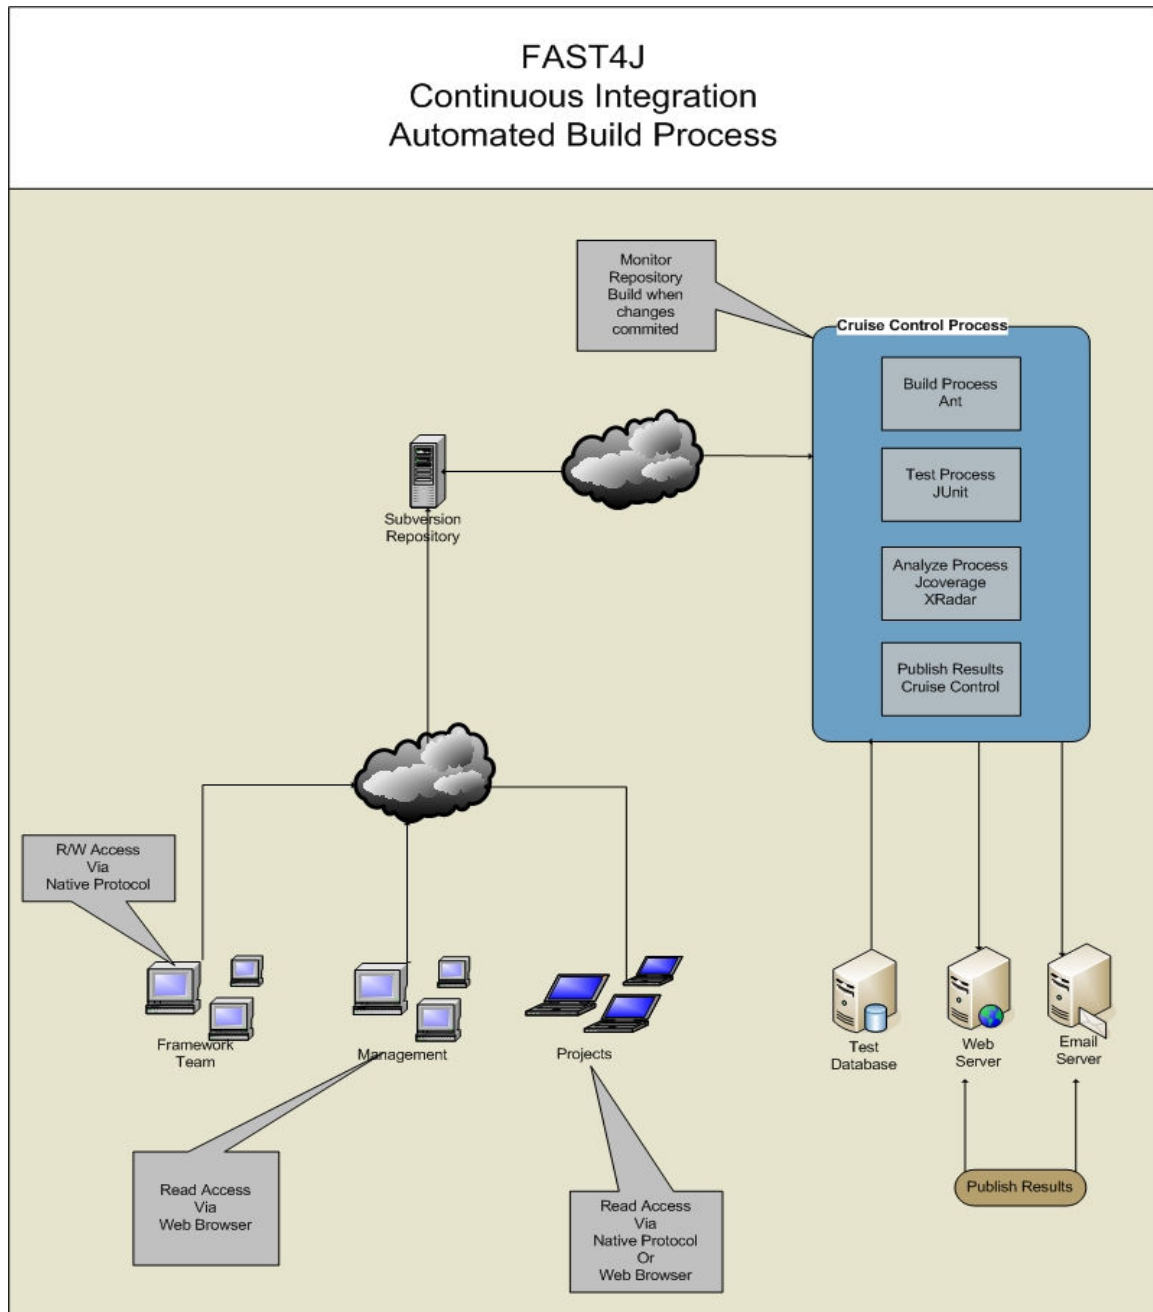 FAST4J
Continuous Integration
Automated Build Process
Monitor
Repository
Build when
changes
commited
Cruise Control Process
Build Process
Ant
Test Process
JUnit
Analyze Process
Jcoverage
XRadar
Publish Results
Cruise Control
Subversion
Repository
R/W Access
Via
Native Protocol
Framework
Team
Management
Projects
Test
Database
Web
Server
Email
Server
Publish Results
Read Access
Via
Web Browser
Read Access
Via
Native Protocol
Or
Web Browser